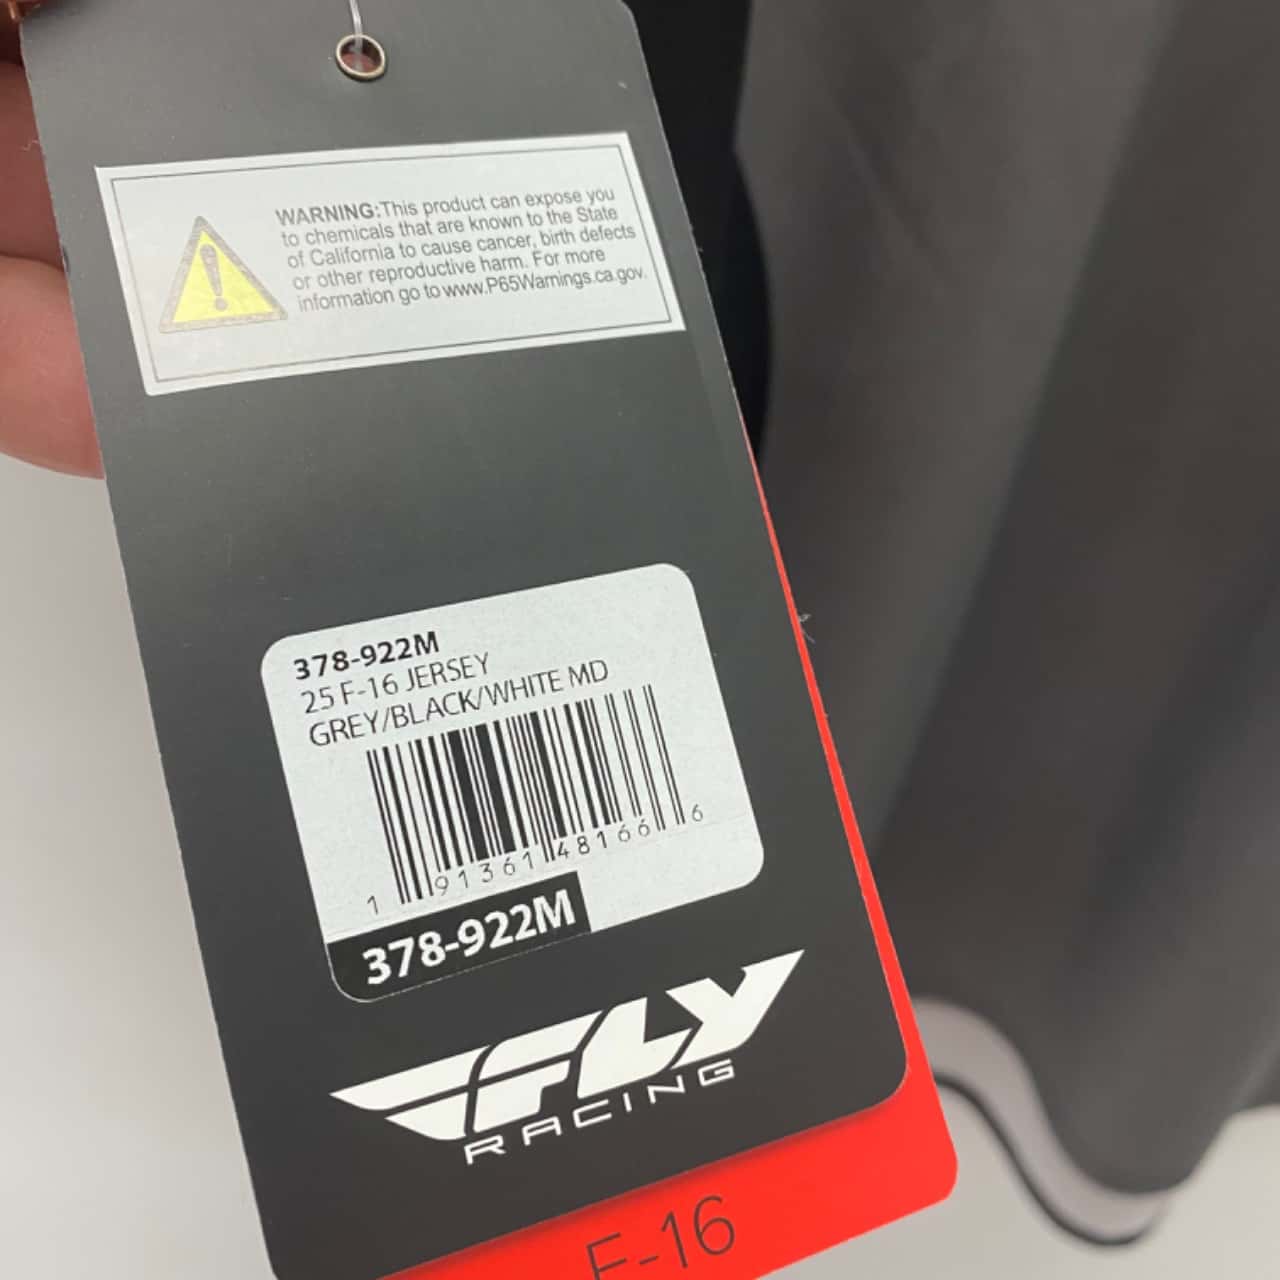 WARNING:This product can expose you
to chemicals that are known to the State
of California to cause cancer, birth defects
or other reproductive harm. For more
information go to www.P65Warnings.ca.gov.
378-922M
25 F-16 JERSEY
GREY/BLACK/WHITE MD
1 91361 48166 6
378-922M
FLY
RACING
F-16